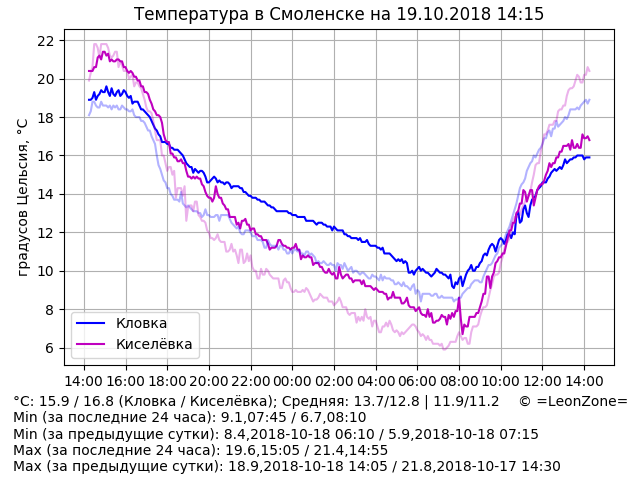 Температура в Смоленске на 19.10.2018 14:15
градусов Цельсия, °C
22
20
18
16
14
12
10
8
6
Кловка
Киселёвка
14:00 16:00 18:00 20:00 22:00 00:00 02:00 04:00 06:00 08:00 10:00 12:00 14:00
°C: 15.9 / 16.8 (Кловка / Киселёвка); Средняя: 13.7/12.8 | 11.9/11.2 © =LeonZone=
Min (за последние 24 часа): 9.1,07:45 / 6.7,08:10
Min (за предыдущие сутки): 8.4,2018-10-18 06:10 / 5.9,2018-10-18 07:15
Max (за последние 24 часа): 19.6,15:05 / 21.4,14:55
Max (за предыдущие сутки): 18.9,2018-10-18 14:05 / 21.8,2018-10-17 14:30